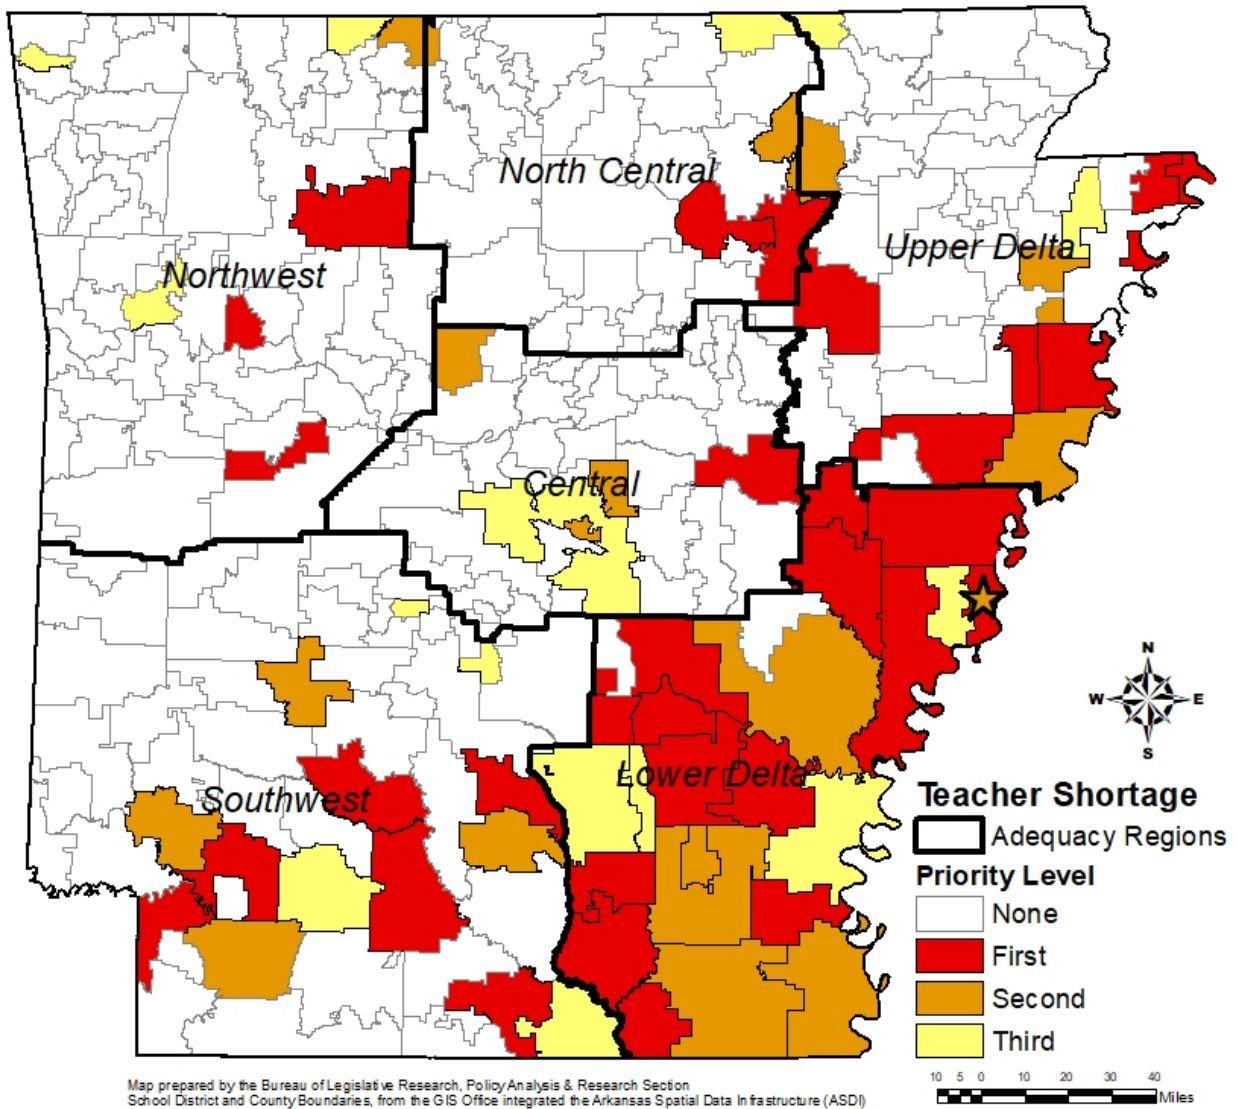 North Central
Upper Delta
Northwest
Central
Lower Delta
Southwest
N
W
E
S
Teacher Shortage
Adequacy Regions
Priority Level
None
First
Second
Third
10 5 0 10 20 30 40
Miles
Map prepared by the Bureau of Legislative Research, Policy Analysis & Research Section
School District and County Boundaries, from the GIS Office integrated the Arkansas Spatial Data Infrastructure (ASDI)